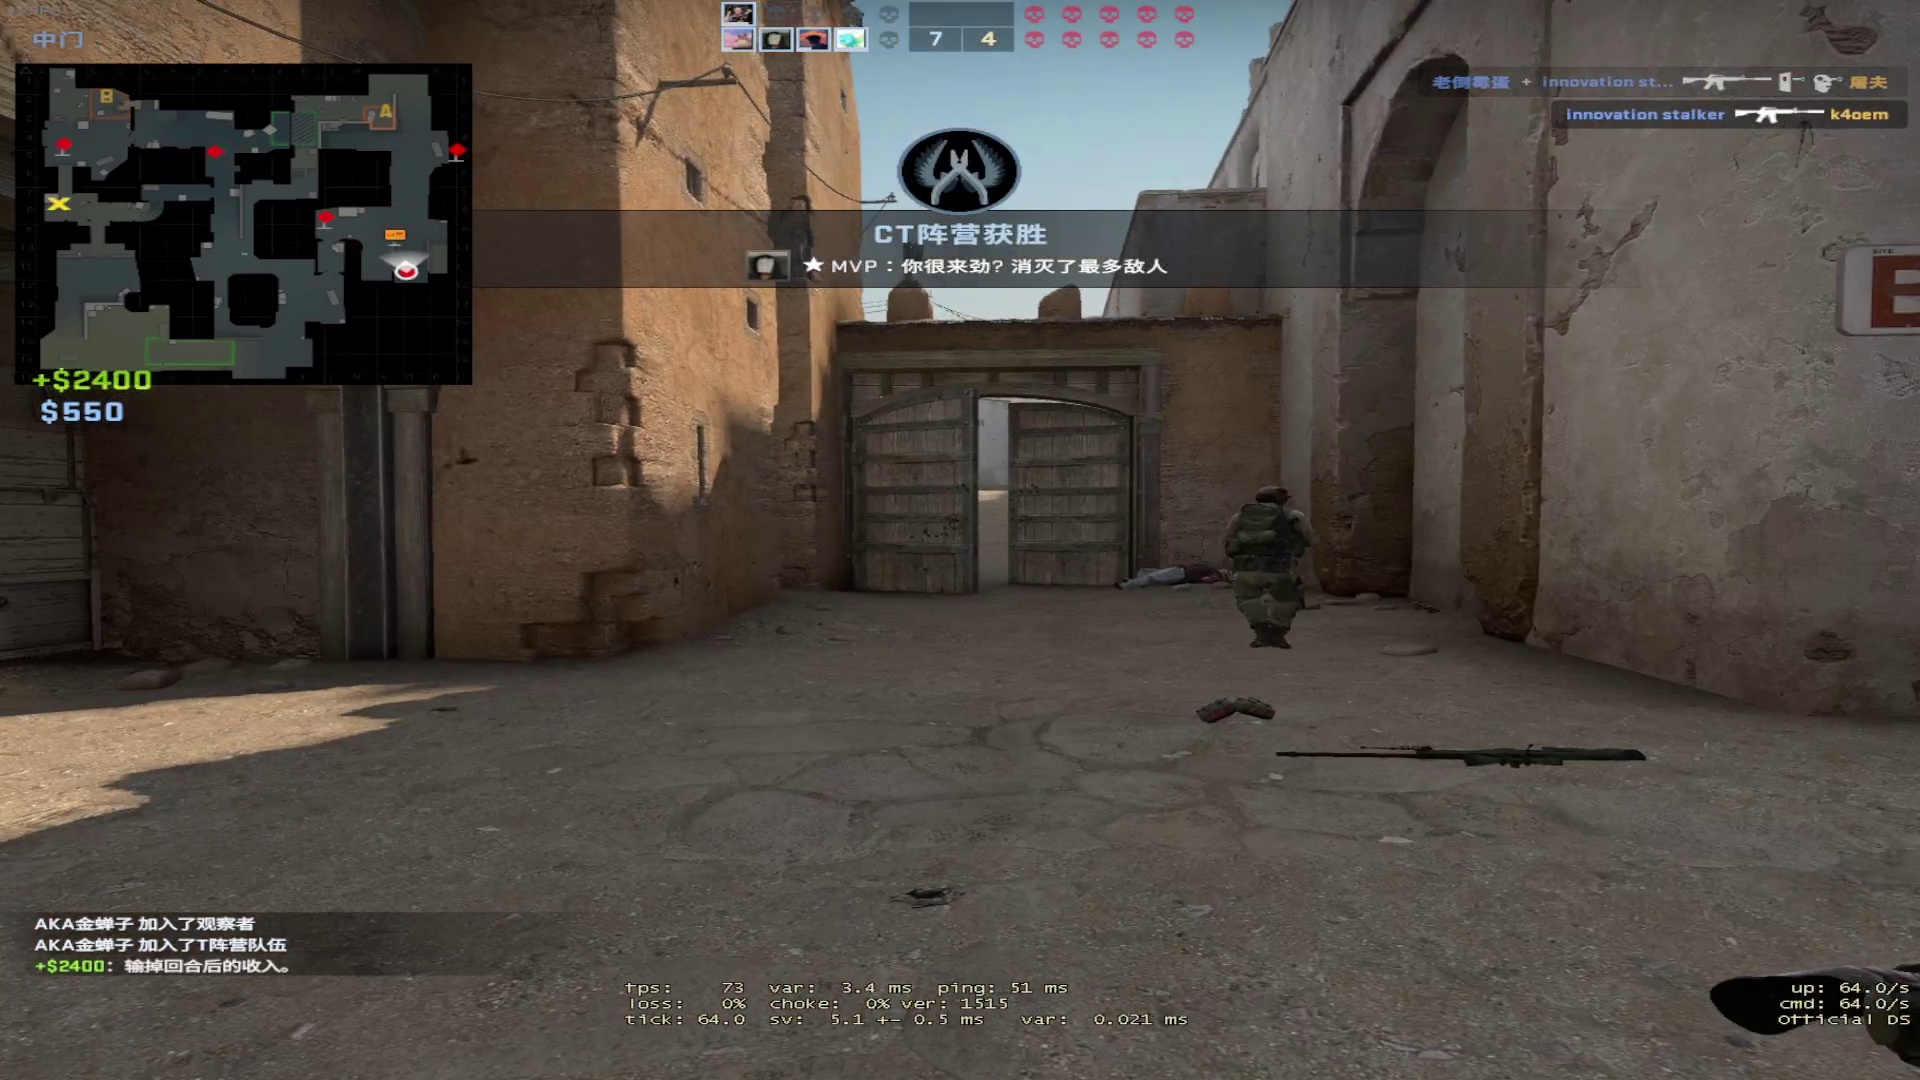 中门
B
A
7 4
老倒霉蛋 + innovation st... 屠夫
innovation stalker k4oem
CT阵营获胜
★ MVP：你很来劲? 消灭了最多敌人
B
+$2400
$550
AKA金蝉子 加入了观察者
AKA金蝉子 加入了T阵营队伍
+$2400：输掉回合后的收入。
fps: 73 var: 3.4 ms ping: 51 ms
loss: 0% choke: 0% ver: 1515
tick: 64.0 sv: 5.1 +- 0.5 ms var: 0.021 ms
up: 64.0/s
cmd: 64.0/s
Official DS